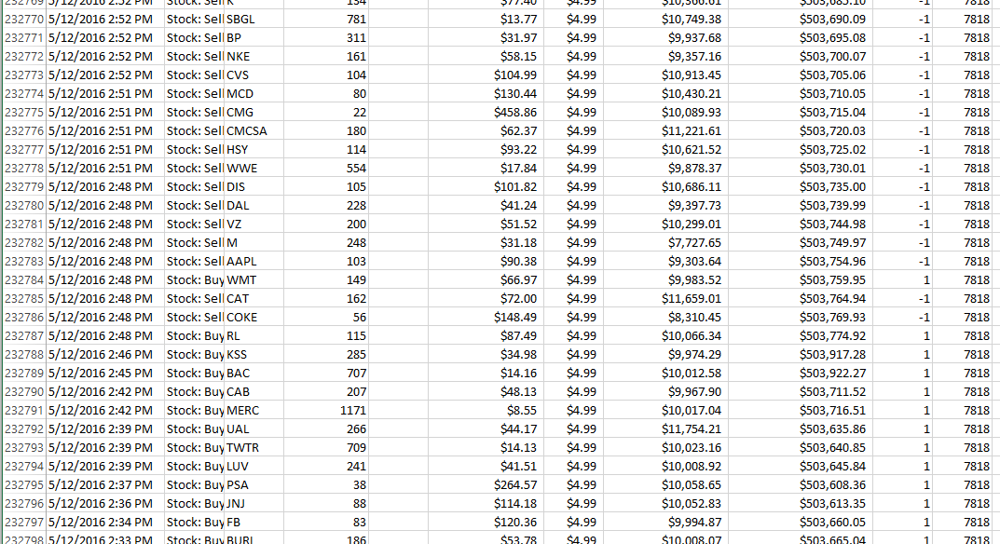 232769 5/12/2016 2:52 PM Stock: Sell K 134 $77.40 $4.99 $10,366.61 $503,685.10 -1 7818
232770 5/12/2016 2:52 PM Stock: Sell SBGL 781 $13.77 $4.99 $10,749.38 $503,690.09 -1 7818
232771 5/12/2016 2:52 PM Stock: Sell BP 311 $31.97 $4.99 $9,937.68 $503,695.08 -1 7818
232772 5/12/2016 2:52 PM Stock: Sell NKE 161 $58.15 $4.99 $9,357.16 $503,700.07 -1 7818
232773 5/12/2016 2:52 PM Stock: Sell CVS 104 $104.99 $4.99 $10,913.45 $503,705.06 -1 7818
232774 5/12/2016 2:51 PM Stock: Sell MCD 80 $130.44 $4.99 $10,430.21 $503,710.05 -1 7818
232775 5/12/2016 2:51 PM Stock: Sell CMG 22 $458.86 $4.99 $10,089.93 $503,715.04 -1 7818
232776 5/12/2016 2:51 PM Stock: Sell CMCSA 180 $62.37 $4.99 $11,221.61 $503,720.03 -1 7818
232777 5/12/2016 2:51 PM Stock: Sell HSY 114 $93.22 $4.99 $10,621.52 $503,725.02 -1 7818
232778 5/12/2016 2:51 PM Stock: Sell WWE 554 $17.84 $4.99 $9,878.37 $503,730.01 -1 7818
232779 5/12/2016 2:48 PM Stock: Sell DIS 105 $101.82 $4.99 $10,686.11 $503,735.00 -1 7818
232780 5/12/2016 2:48 PM Stock: Sell DAL 228 $41.24 $4.99 $9,397.73 $503,739.99 -1 7818
232781 5/12/2016 2:48 PM Stock: Sell VZ 200 $51.52 $4.99 $10,299.01 $503,744.98 -1 7818
232782 5/12/2016 2:48 PM Stock: Sell M 248 $31.18 $4.99 $7,727.65 $503,749.97 -1 7818
232783 5/12/2016 2:48 PM Stock: Sell AAPL 103 $90.38 $4.99 $9,303.64 $503,754.96 -1 7818
232784 5/12/2016 2:48 PM Stock: Buy WMT 149 $66.97 $4.99 $9,983.52 $503,759.95 1 7818
232785 5/12/2016 2:48 PM Stock: Sell CAT 162 $72.00 $4.99 $11,659.01 $503,764.94 -1 7818
232786 5/12/2016 2:48 PM Stock: Sell COKE 56 $148.49 $4.99 $8,310.45 $503,769.93 -1 7818
232787 5/12/2016 2:48 PM Stock: Buy RL 115 $87.49 $4.99 $10,066.34 $503,774.92 1 7818
232788 5/12/2016 2:46 PM Stock: Buy KSS 285 $34.98 $4.99 $9,974.29 $503,917.28 1 7818
232789 5/12/2016 2:45 PM Stock: Buy BAC 707 $14.16 $4.99 $10,012.58 $503,922.27 1 7818
232790 5/12/2016 2:42 PM Stock: Buy CAB 207 $48.13 $4.99 $9,967.90 $503,711.52 1 7818
232791 5/12/2016 2:42 PM Stock: Buy MERC 1171 $8.55 $4.99 $10,017.04 $503,716.51 1 7818
232792 5/12/2016 2:39 PM Stock: Buy UAL 266 $44.17 $4.99 $11,754.21 $503,635.86 1 7818
232793 5/12/2016 2:39 PM Stock: Buy TWTR 709 $14.13 $4.99 $10,023.16 $503,640.85 1 7818
232794 5/12/2016 2:39 PM Stock: Buy LUV 241 $41.51 $4.99 $10,008.92 $503,645.84 1 7818
232795 5/12/2016 2:37 PM Stock: Buy PSA 38 $264.57 $4.99 $10,058.65 $503,608.36 1 7818
232796 5/12/2016 2:36 PM Stock: Buy JNJ 88 $114.18 $4.99 $10,052.83 $503,613.35 1 7818
232797 5/12/2016 2:34 PM Stock: Buy FB 83 $120.36 $4.99 $9,994.87 $503,660.05 1 7818
232798 5/12/2016 2:33 PM Stock: Buy BURL 186 $53.78 $4.99 $10,008.07 $503,665.04 1 7818